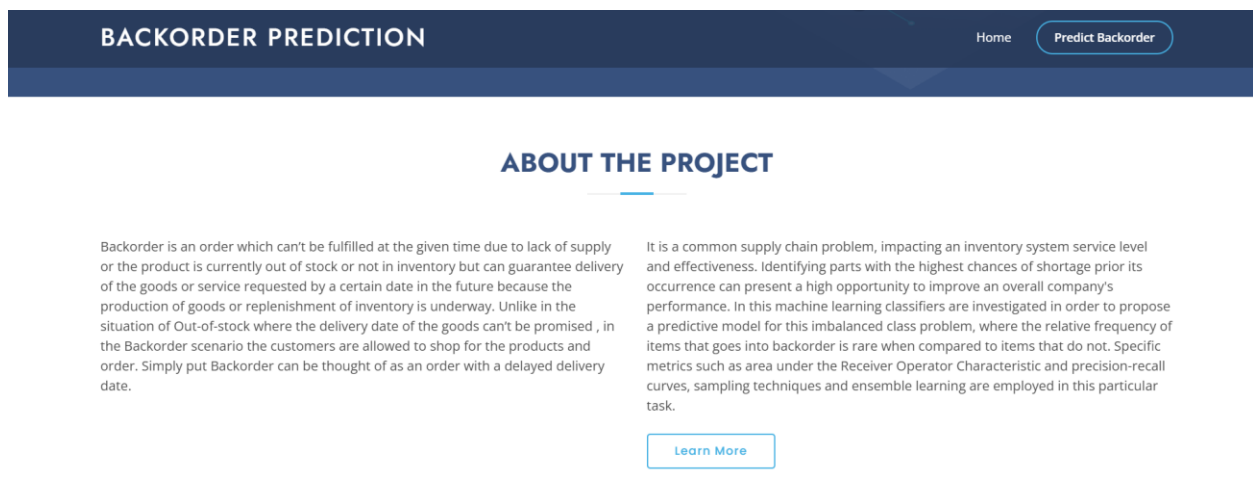 BACKORDER PREDICTION
Home
Predict Backorder
ABOUT THE PROJECT
Backorder is an order which can't be fulfilled at the given time due to lack of supply
or the product is currently out of stock or not in inventory but can guarantee delivery
of the goods or service requested by a certain date in the future because the
production of goods or replenishment of inventory is underway. Unlike in the
situation of Out-of-stock where the delivery date of the goods can't be promised , in
the Backorder scenario the customers are allowed to shop for the products and
order. Simply put Backorder can be thought of as an order with a delayed delivery
date.
It is a common supply chain problem, impacting an inventory system service level
and effectiveness. Identifying parts with the highest chances of shortage prior its
occurrence can present a high opportunity to improve an overall company's
performance. In this machine learning classifiers are investigated in order to propose
a predictive model for this imbalanced class problem, where the relative frequency of
items that goes into backorder is rare when compared to items that do not. Specific
metrics such as area under the Receiver Operator Characteristic and precision-recall
curves, sampling techniques and ensemble learning are employed in this particular
task.
Learn More